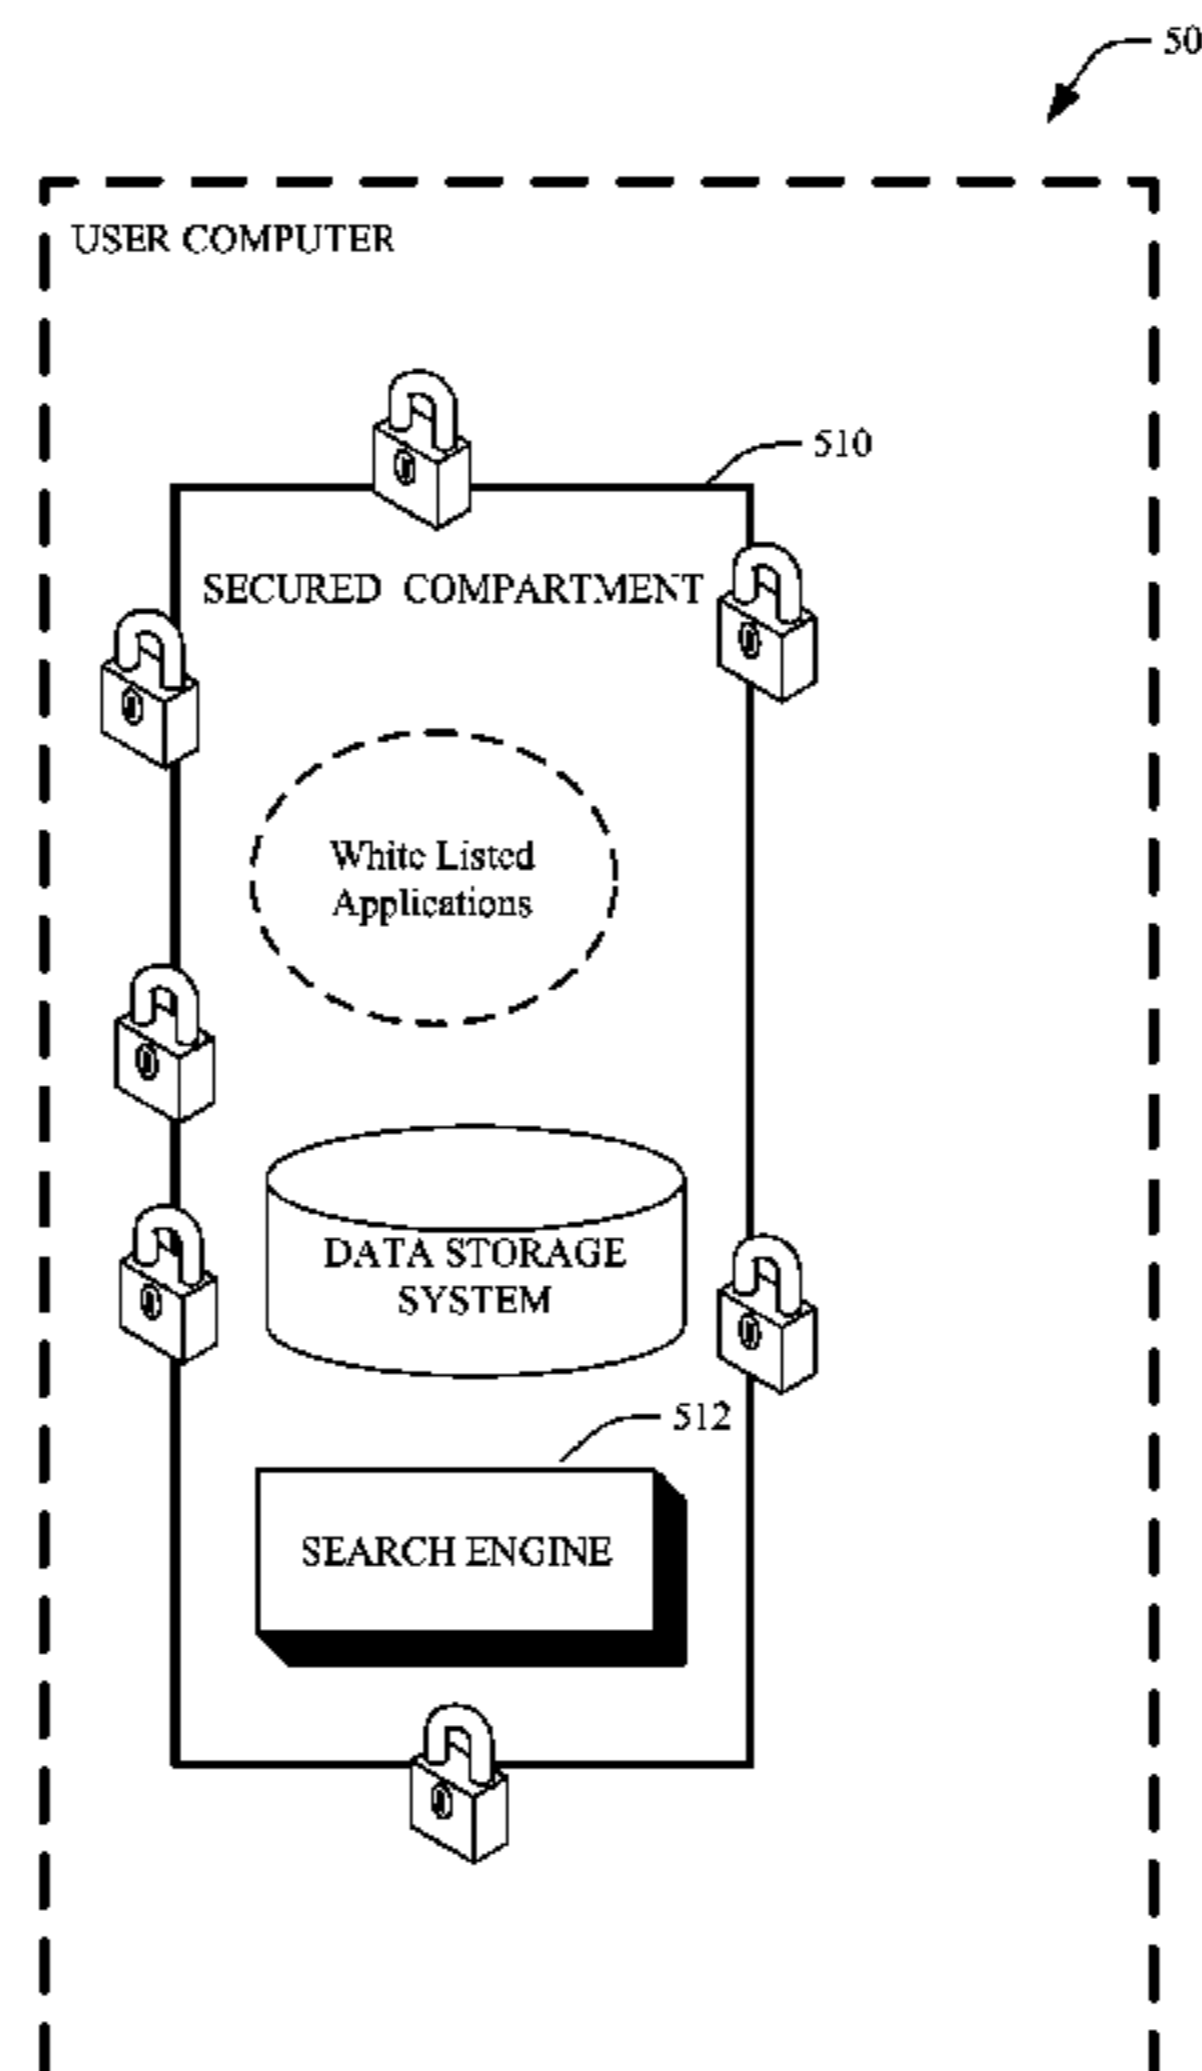 50
USER COMPUTER
510
SECURED COMPARTMENT
White Listed
Applications
DATA STORAGE
SYSTEM
512
SEARCH ENGINE